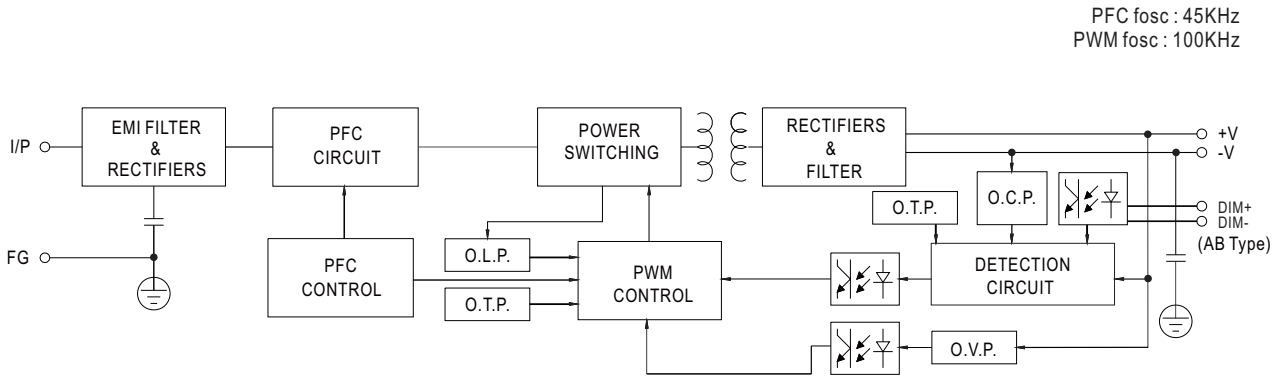 PFC fosc : 45KHz
PWM fosc : 100KHz
I/P
EMI FILTER
&
RECTIFIERS
PFC
CIRCUIT
POWER
SWITCHING
RECTIFIERS
&
FILTER
+V
-V
O.T.P.
O.C.P.
DIM+
DIM-
(AB Type)
FG
PFC
CONTROL
O.L.P.
O.T.P.
PWM
CONTROL
DETECTION
CIRCUIT
O.V.P.